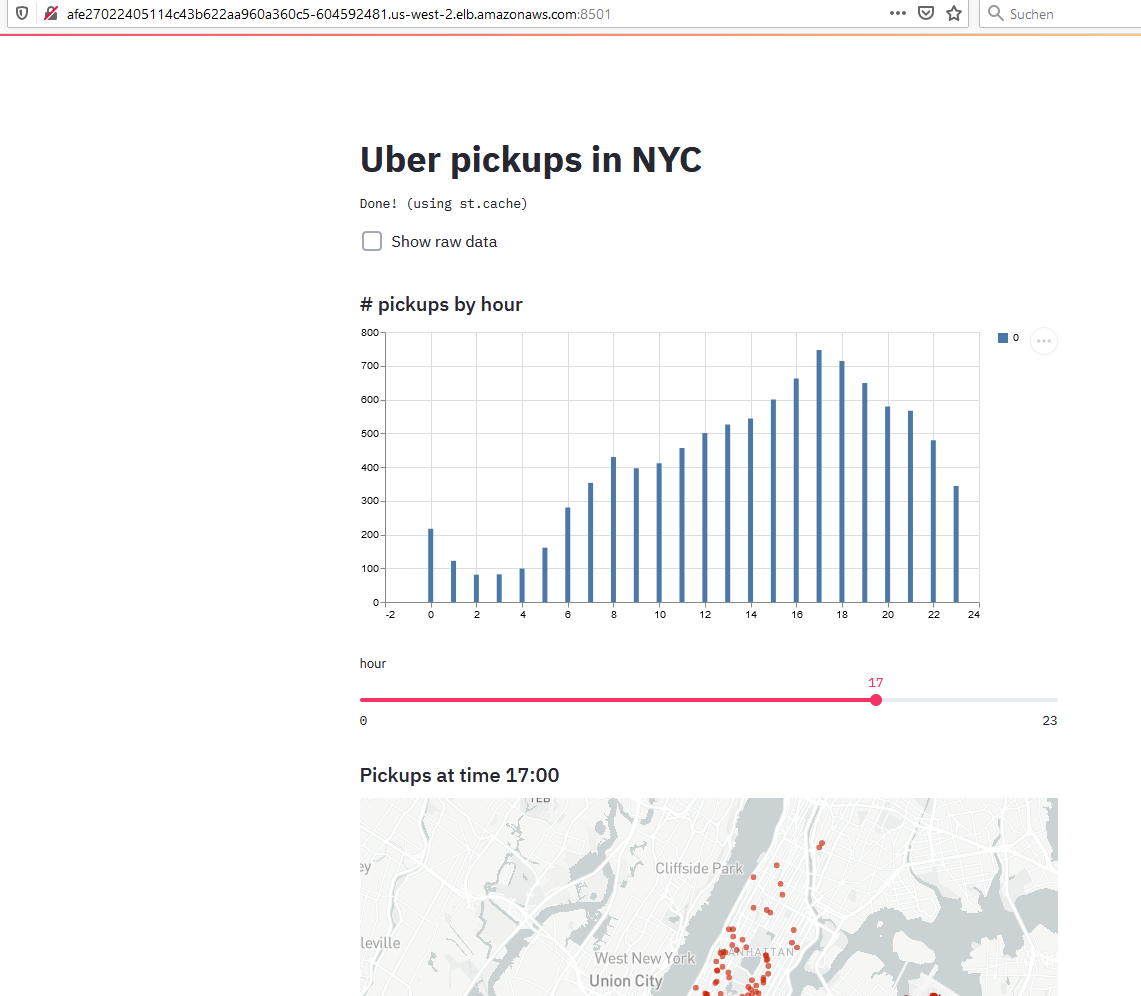 afe27022405114c43b622aa960a360c5-604592481.us-west-2.elb.amazonaws.com:8501
Suchen
Uber pickups in NYC
Done! (using st.cache)
Show raw data
# pickups by hour
800
700
600
500
400
300
200
100
0
-2 0 2 4 6 8 10 12 14 16 18 20 22 24
0
hour
17
0 23
Pickups at time 17:00
TEB
ey
Cliffside Park
leville
West New York
MANHATTAN
Union City